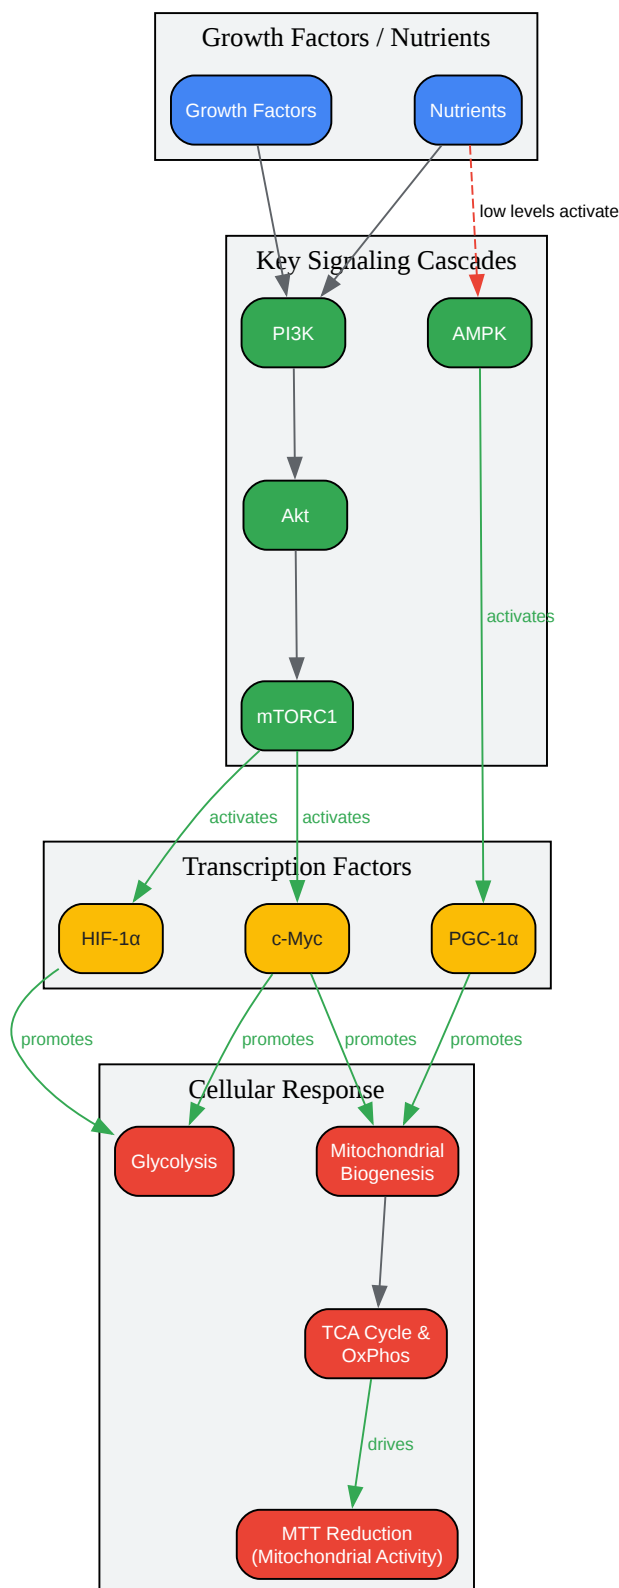 Growth Factors / Nutrients
Growth Factors
Nutrients
low levels activate
Key Signaling Cascades
PI3K
AMPK
Akt
activates
mTORC1
activates
activates
Transcription Factors
HIF-1α
c-Myc
PGC-1α
promotes
promotes
promotes
promotes
Cellular Response
Glycolysis
Mitochondrial
Biogenesis
TCA Cycle &
OxPhos
drives
MTT Reduction
(Mitochondrial Activity)